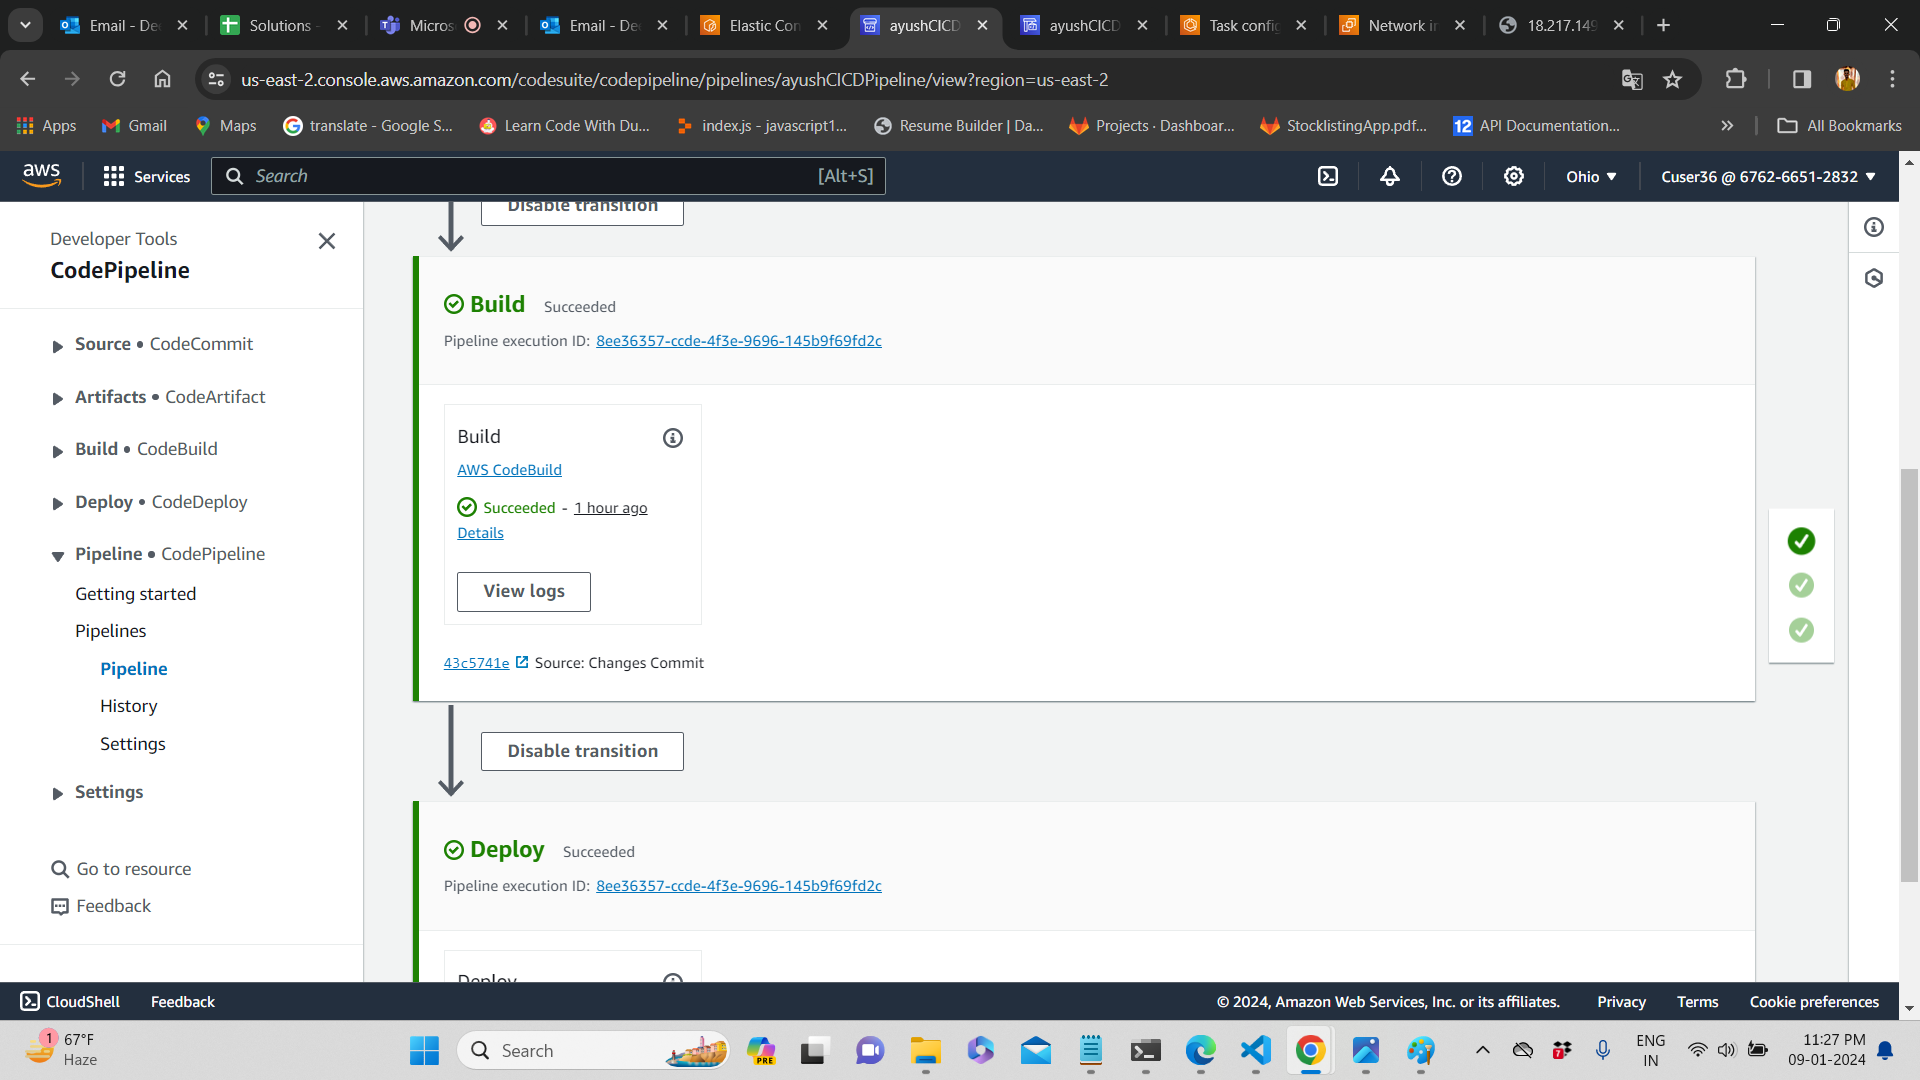 Email - De
Solutions -
Micros
Email - De
Elastic Con
ayushCICD
ayushCICD
Task config
Network in
18.217.149
us-east-2.console.aws.amazon.com/codesuite/codepipeline/pipelines/ayushCICDPipeline/view?region=us-east-2
Apps
Gmail
Maps
translate - Google S...
Learn Code With Du...
index.js - javascript1...
Resume Builder | Da...
Projects · Dashboar...
StocklistingApp.pdf...
12 API Documentation...
All Bookmarks
aws
Services
Search
[Alt+S]
Ohio
Cuser36 @ 6762-6651-2832
Developer Tools
CodePipeline
Source • CodeCommit
Artifacts • CodeArtifact
Build • CodeBuild
Deploy • CodeDeploy
Pipeline • CodePipeline
Getting started
Pipelines
Pipeline
History
Settings
Settings
Go to resource
Feedback
Disable transition
Build Succeeded
Pipeline execution ID: 8ee36357-ccde-4f3e-9696-145b9f69fd2c
Build
AWS CodeBuild
Succeeded - 1 hour ago
Details
View logs
43c5741e Source: Changes Commit
Disable transition
Deploy Succeeded
Pipeline execution ID: 8ee36357-ccde-4f3e-9696-145b9f69fd2c
Deploy
CloudShell
Feedback
© 2024, Amazon Web Services, Inc. or its affiliates.
Privacy
Terms
Cookie preferences
1
67°F
Haze
Search
PRE
7
ENG
IN
11:27 PM
09-01-2024